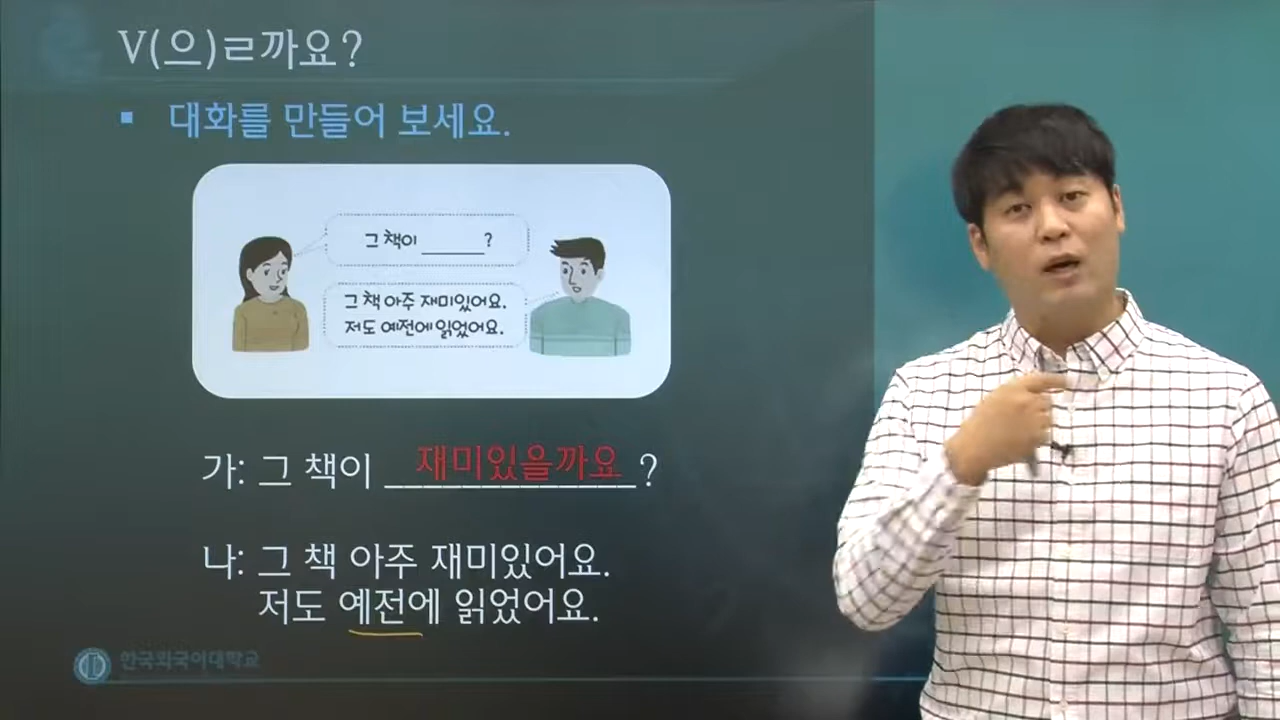 V(으)ㄹ까요?
▪ 대화를 만들어 보세요.
그 책이 ______?
그 책 아주 재미있어요.
저도 예전에 읽었어요.
가: 그 책이 재미있을까요?
나: 그 책 아주 재미있어요.
저도 예전에 읽었어요.
한국외국어대학교